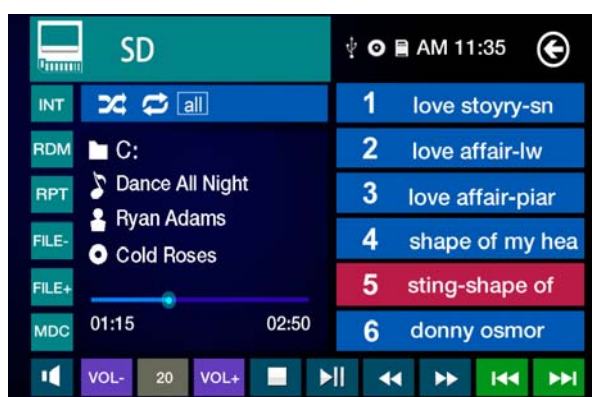 SD
AM 11:35
INT
all
RDM
C:
RPT
Dance All Night
Ryan Adams
FILE-
Cold Roses
FILE+
MDC
01:15 02:50
1 love stoyry-sn
2 love affair-lw
3 love affair-piar
4 shape of my hea
5 sting-shape of
6 donny osmor
VOL- 20 VOL+